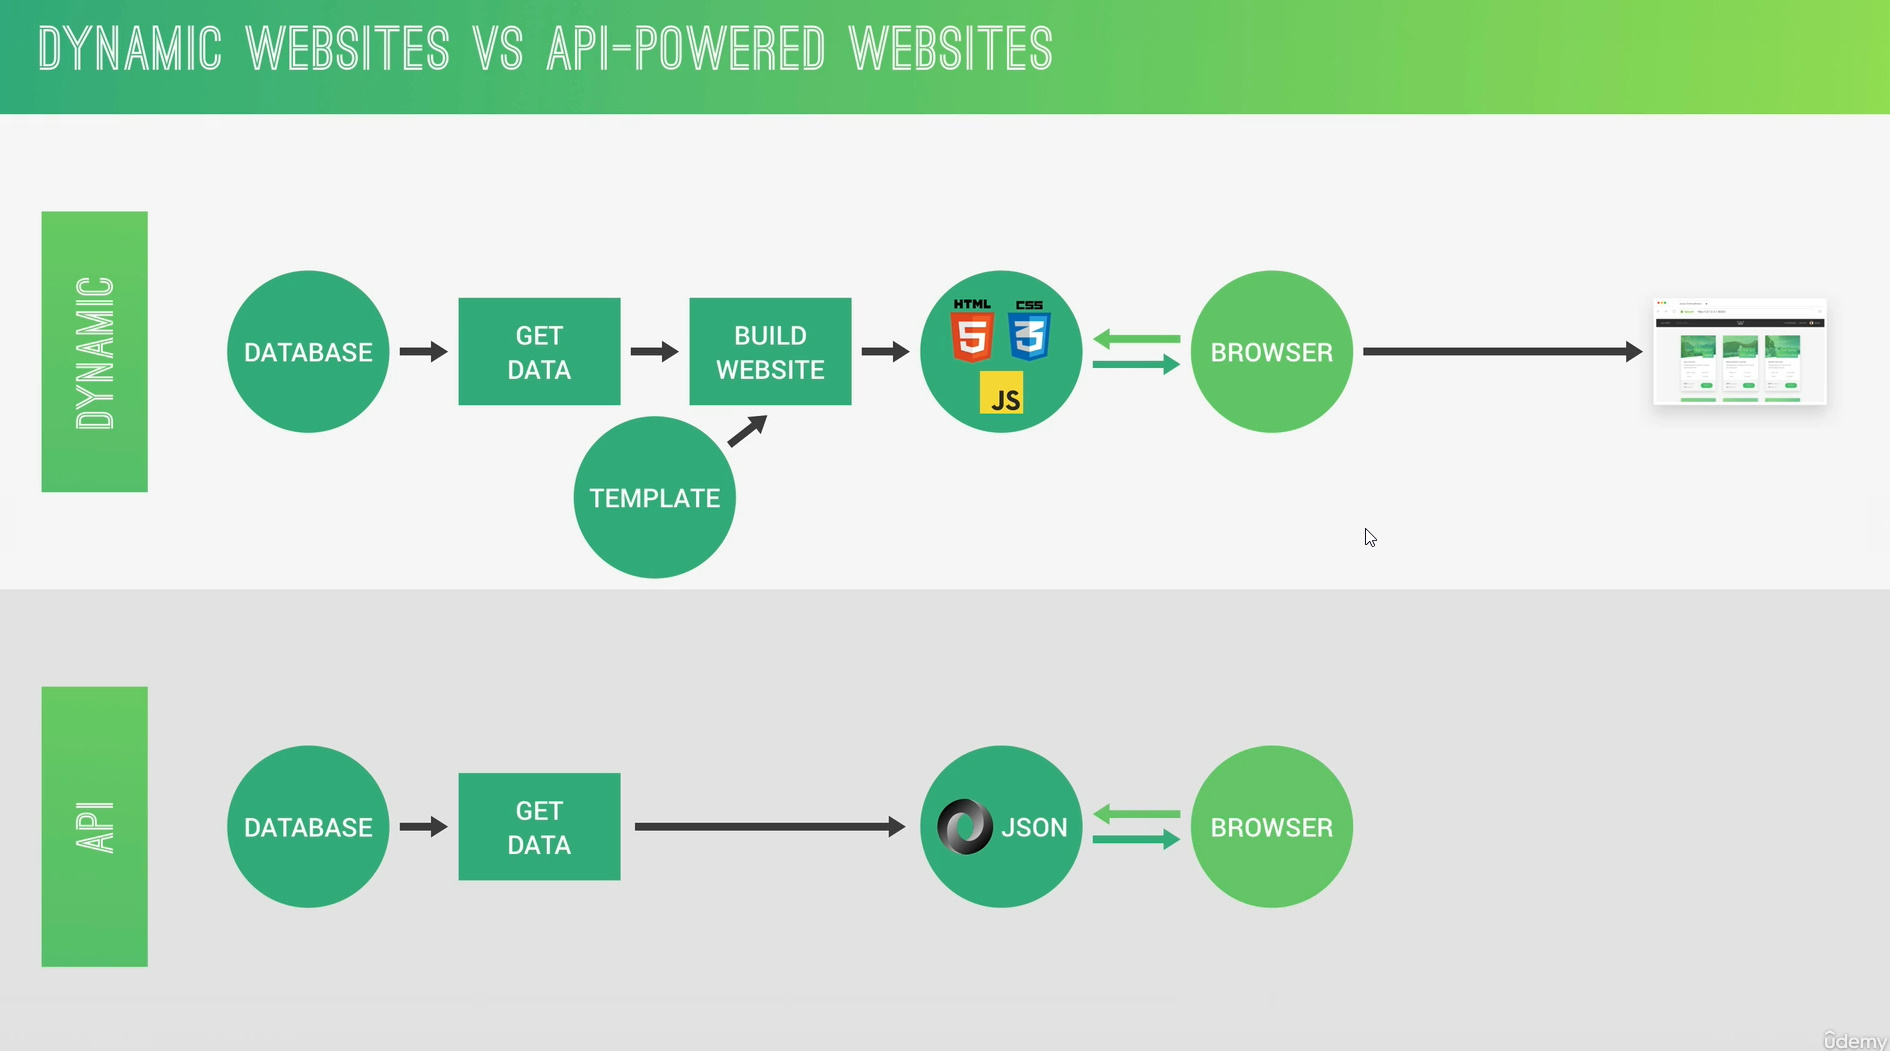 DYNAMIC WEBSITES VS API-POWERED WEBSITES
DYNAMIC
DATABASE
GET
DATA
BUILD
WEBSITE
TEMPLATE
HTML
5
CSS
3
JS
BROWSER
API
DATABASE
GET
DATA
JSON
BROWSER
ûdemy